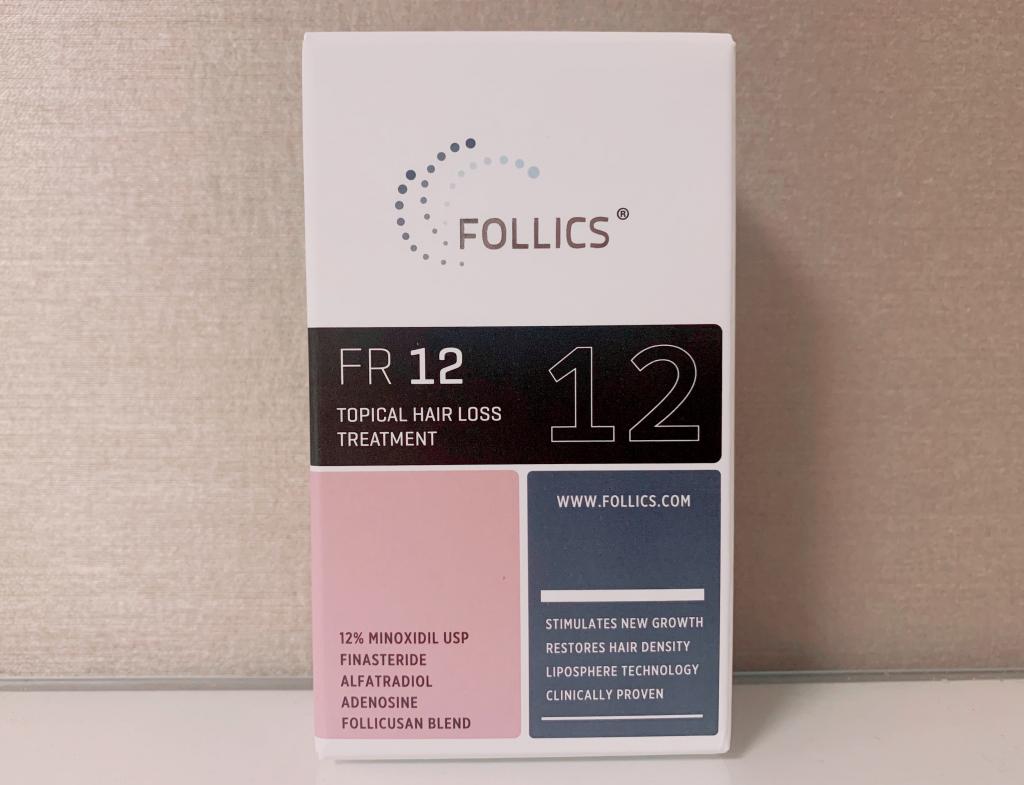 FOLLICS®
FR 12
TOPICAL HAIR LOSS
TREATMENT
12
WWW.FOLLICS.COM
12% MINOXIDIL USP
FINASTERIDE
ALFATRADIOL
ADENOSINE
FOLLICUSAN BLEND
STIMULATES NEW GROWTH
RESTORES HAIR DENSITY
LIPOSPHERE TECHNOLOGY
CLINICALLY PROVEN